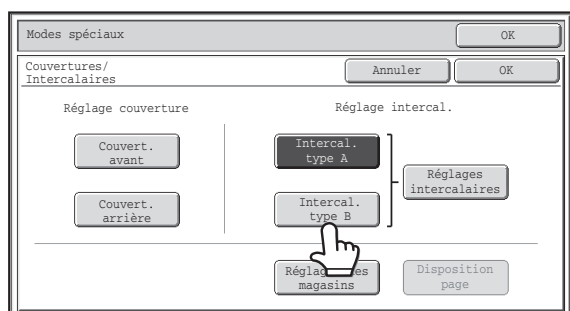 Modes spéciaux
OK
Couvertures/
Intercalaires
Annuler
OK
Réglage couverture
Réglage intercal.
Couvert.
avant
Intercal.
type A
Réglages
intercalaires
Couvert.
arrière
Intercal.
type B
magasins
Disposition
page